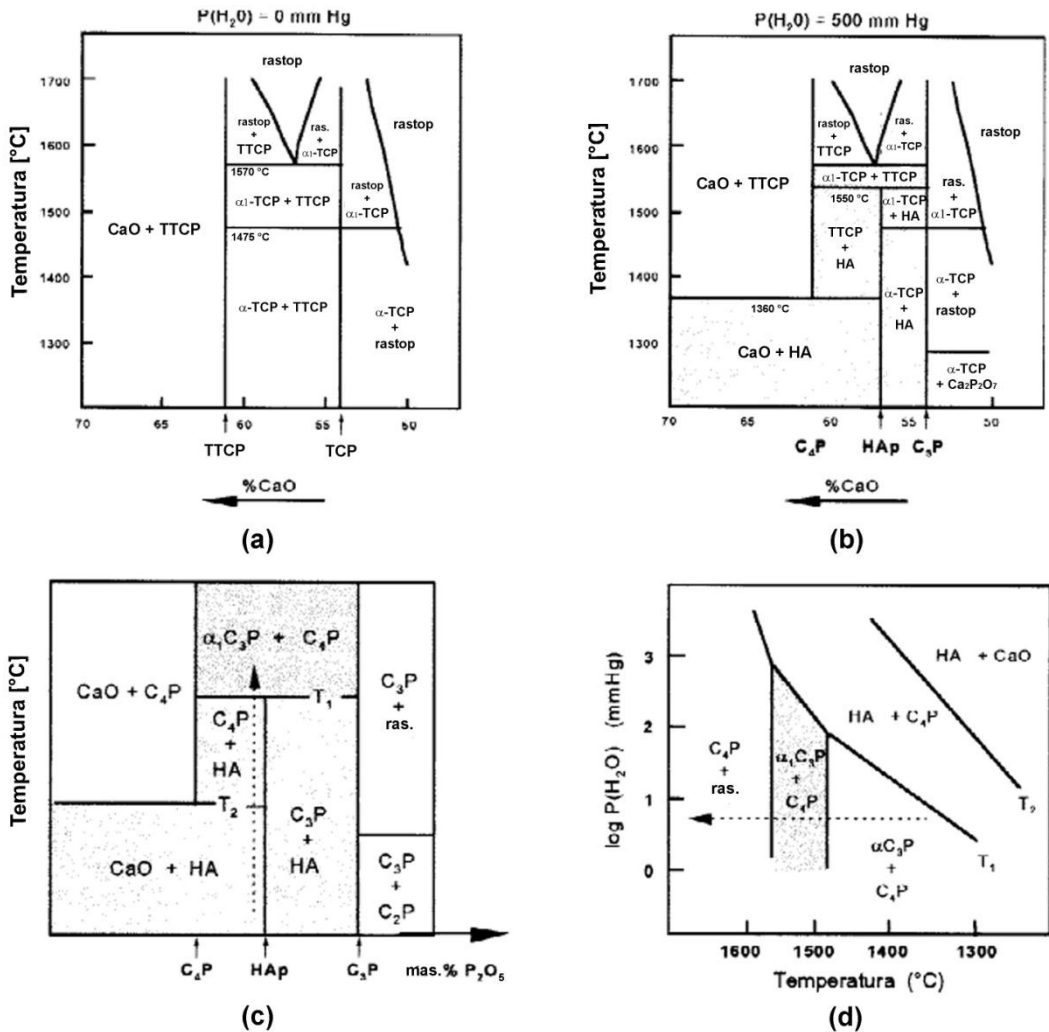 P(H₂0) = 0 mm Hg
Temperatura [°C]
1700
1600
1500
1400
1300
70
65
60
55
50
rastop
rastop
rastop
+
TTCP
ras.
+
α1-TCP
1570 °C
α1-TCP + TTCP
rastop
+
α1-TCP
CaO + TTCP
1475 °C
α-TCP + TTCP
α-TCP
+
rastop
TTCP
TCP
%CaO
(a)
P(H₂0) = 500 mm Hg
Temperatura [°C]
1700
1600
1500
1400
1300
70
65
60
55
50
rastop
rastop
rastop
+
TTCP
ras.
+
α1-TCP
α1-TCP + TTCP
CaO + TTCP
1550 °C
α1-TCP
+ HA
ras.
+
α1-TCP
TTCP
+
HA
α-TCP
+
HA
α-TCP
+
rastop
1360 °C
CaO + HA
α-TCP
+ Ca₂P₂O₇
C₄P
HAp
C₃P
%CaO
(b)
Temperatura [°C]
α₁C₃P + C₄P
CaO + C₄P
T₁
C₃P
+
ras.
C₄P
+
HA
T₂
CaO + HA
C₃P
+
HA
C₃P
+
C₂P
C₄P
HAp
C₃P
mas.% P₂O₅
(c)
log P(H₂O) (mmHg)
3
2
1
0
HA + CaO
HA + C₄P
C₄P
+
ras.
α₁C₃P
+
C₄P
T₂
αC₃P
+
C₄P
T₁
1600
1500
1400
1300
Temperatura (°C)
(d)